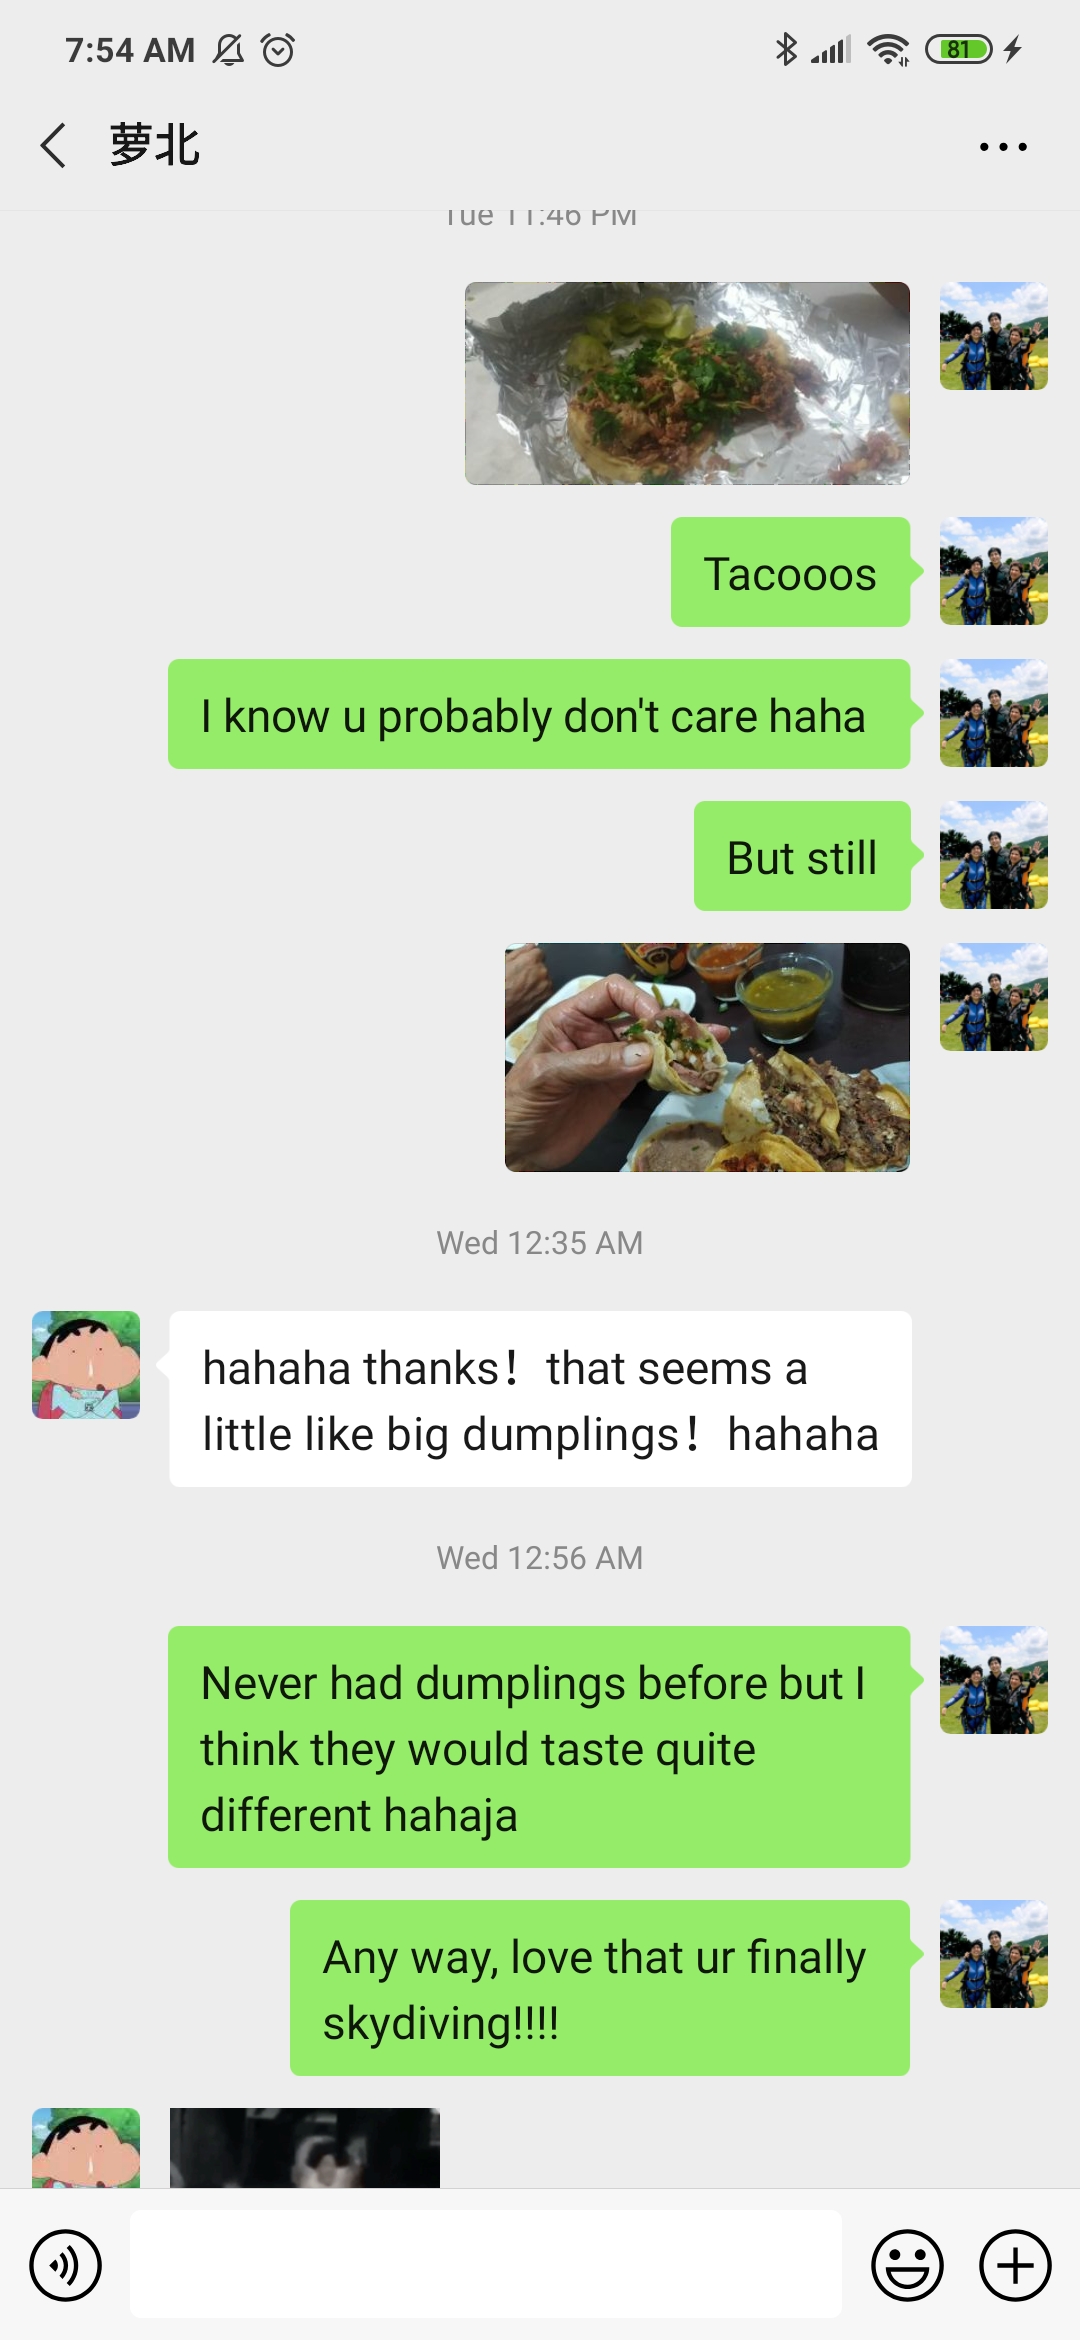 7:54 AM
81
萝北
Tue 11:46 PM
Tacooos
I know u probably don't care haha
But still
Wed 12:35 AM
hahaha thanks！ that seems a
little like big dumplings！ hahaha
Wed 12:56 AM
Never had dumplings before but I
think they would taste quite
different hahaja
Any way, love that ur finally
skydiving!!!!